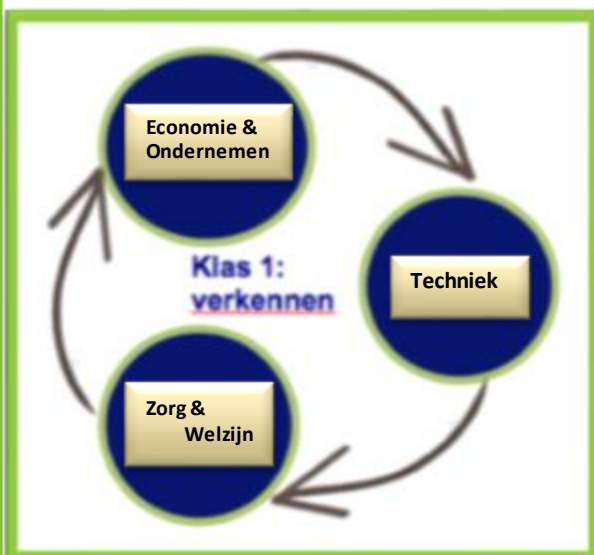 Economie &
Ondernemen
Klas 1:
verkennen
Techniek
Zorg &
Welzijn